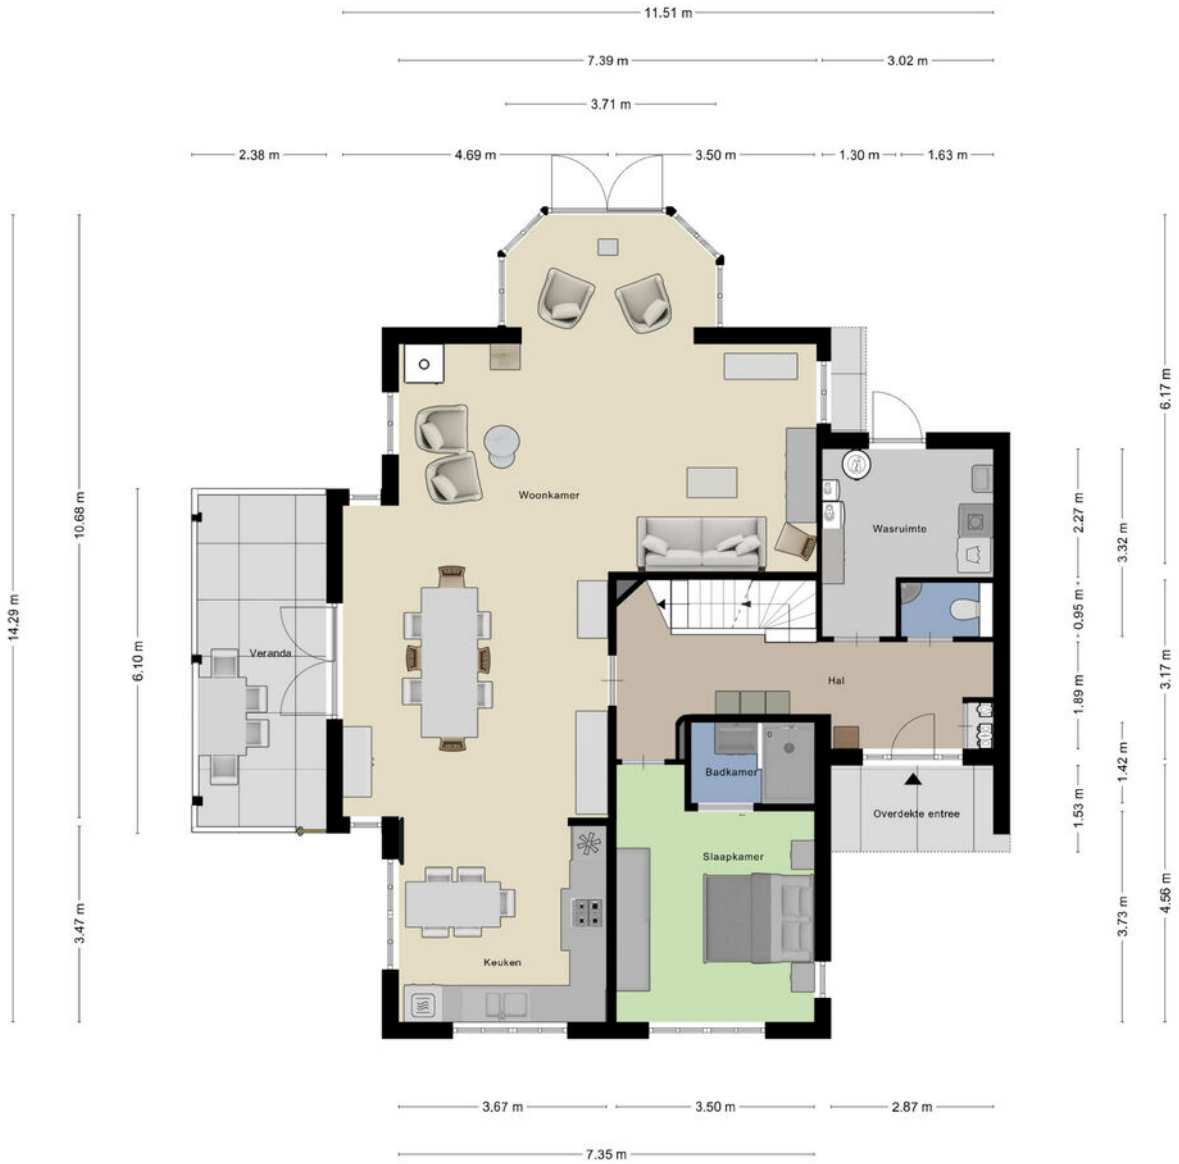 11.51 m
7.39 m
3.02 m
3.71 m
2.38 m
4.69 m
3.50 m
1.30 m
1.63 m
6.17 m
10.68 m
Woonkamer
2.27 m
Wasruimte
3.32 m
14.29 m
0.95 m
6.10 m
Veranda
3.17 m
Hal
1.89 m
1.42 m
Badkamer
1.53 m
Overdekte entree
Slaapkamer
4.56 m
3.47 m
3.73 m
Keuken
3.67 m
3.50 m
2.87 m
7.35 m